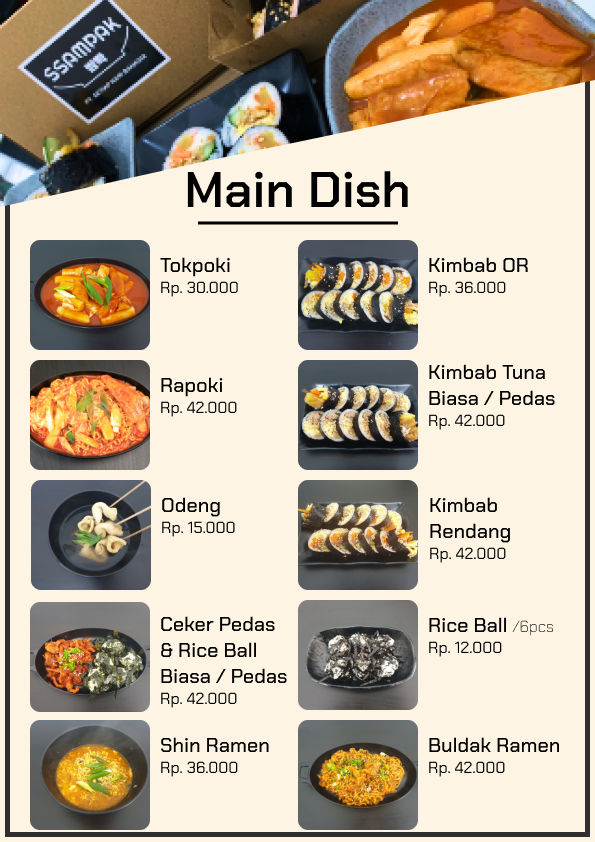 SSAMPAK
Main Dish
Tokpoki
Rp. 30.000
Rapoki
Rp. 42.000
Odeng
Rp. 15.000
Ceker Pedas
& Rice Ball
Biasa / Pedas
Rp. 42.000
Shin Ramen
Rp. 36.000
Kimbab OR
Rp. 36.000
Kimbab Tuna
Biasa / Pedas
Rp. 42.000
Kimbab
Rendang
Rp. 42.000
Rice Ball /6pcs
Rp. 12.000
Buldak Ramen
Rp. 42.000